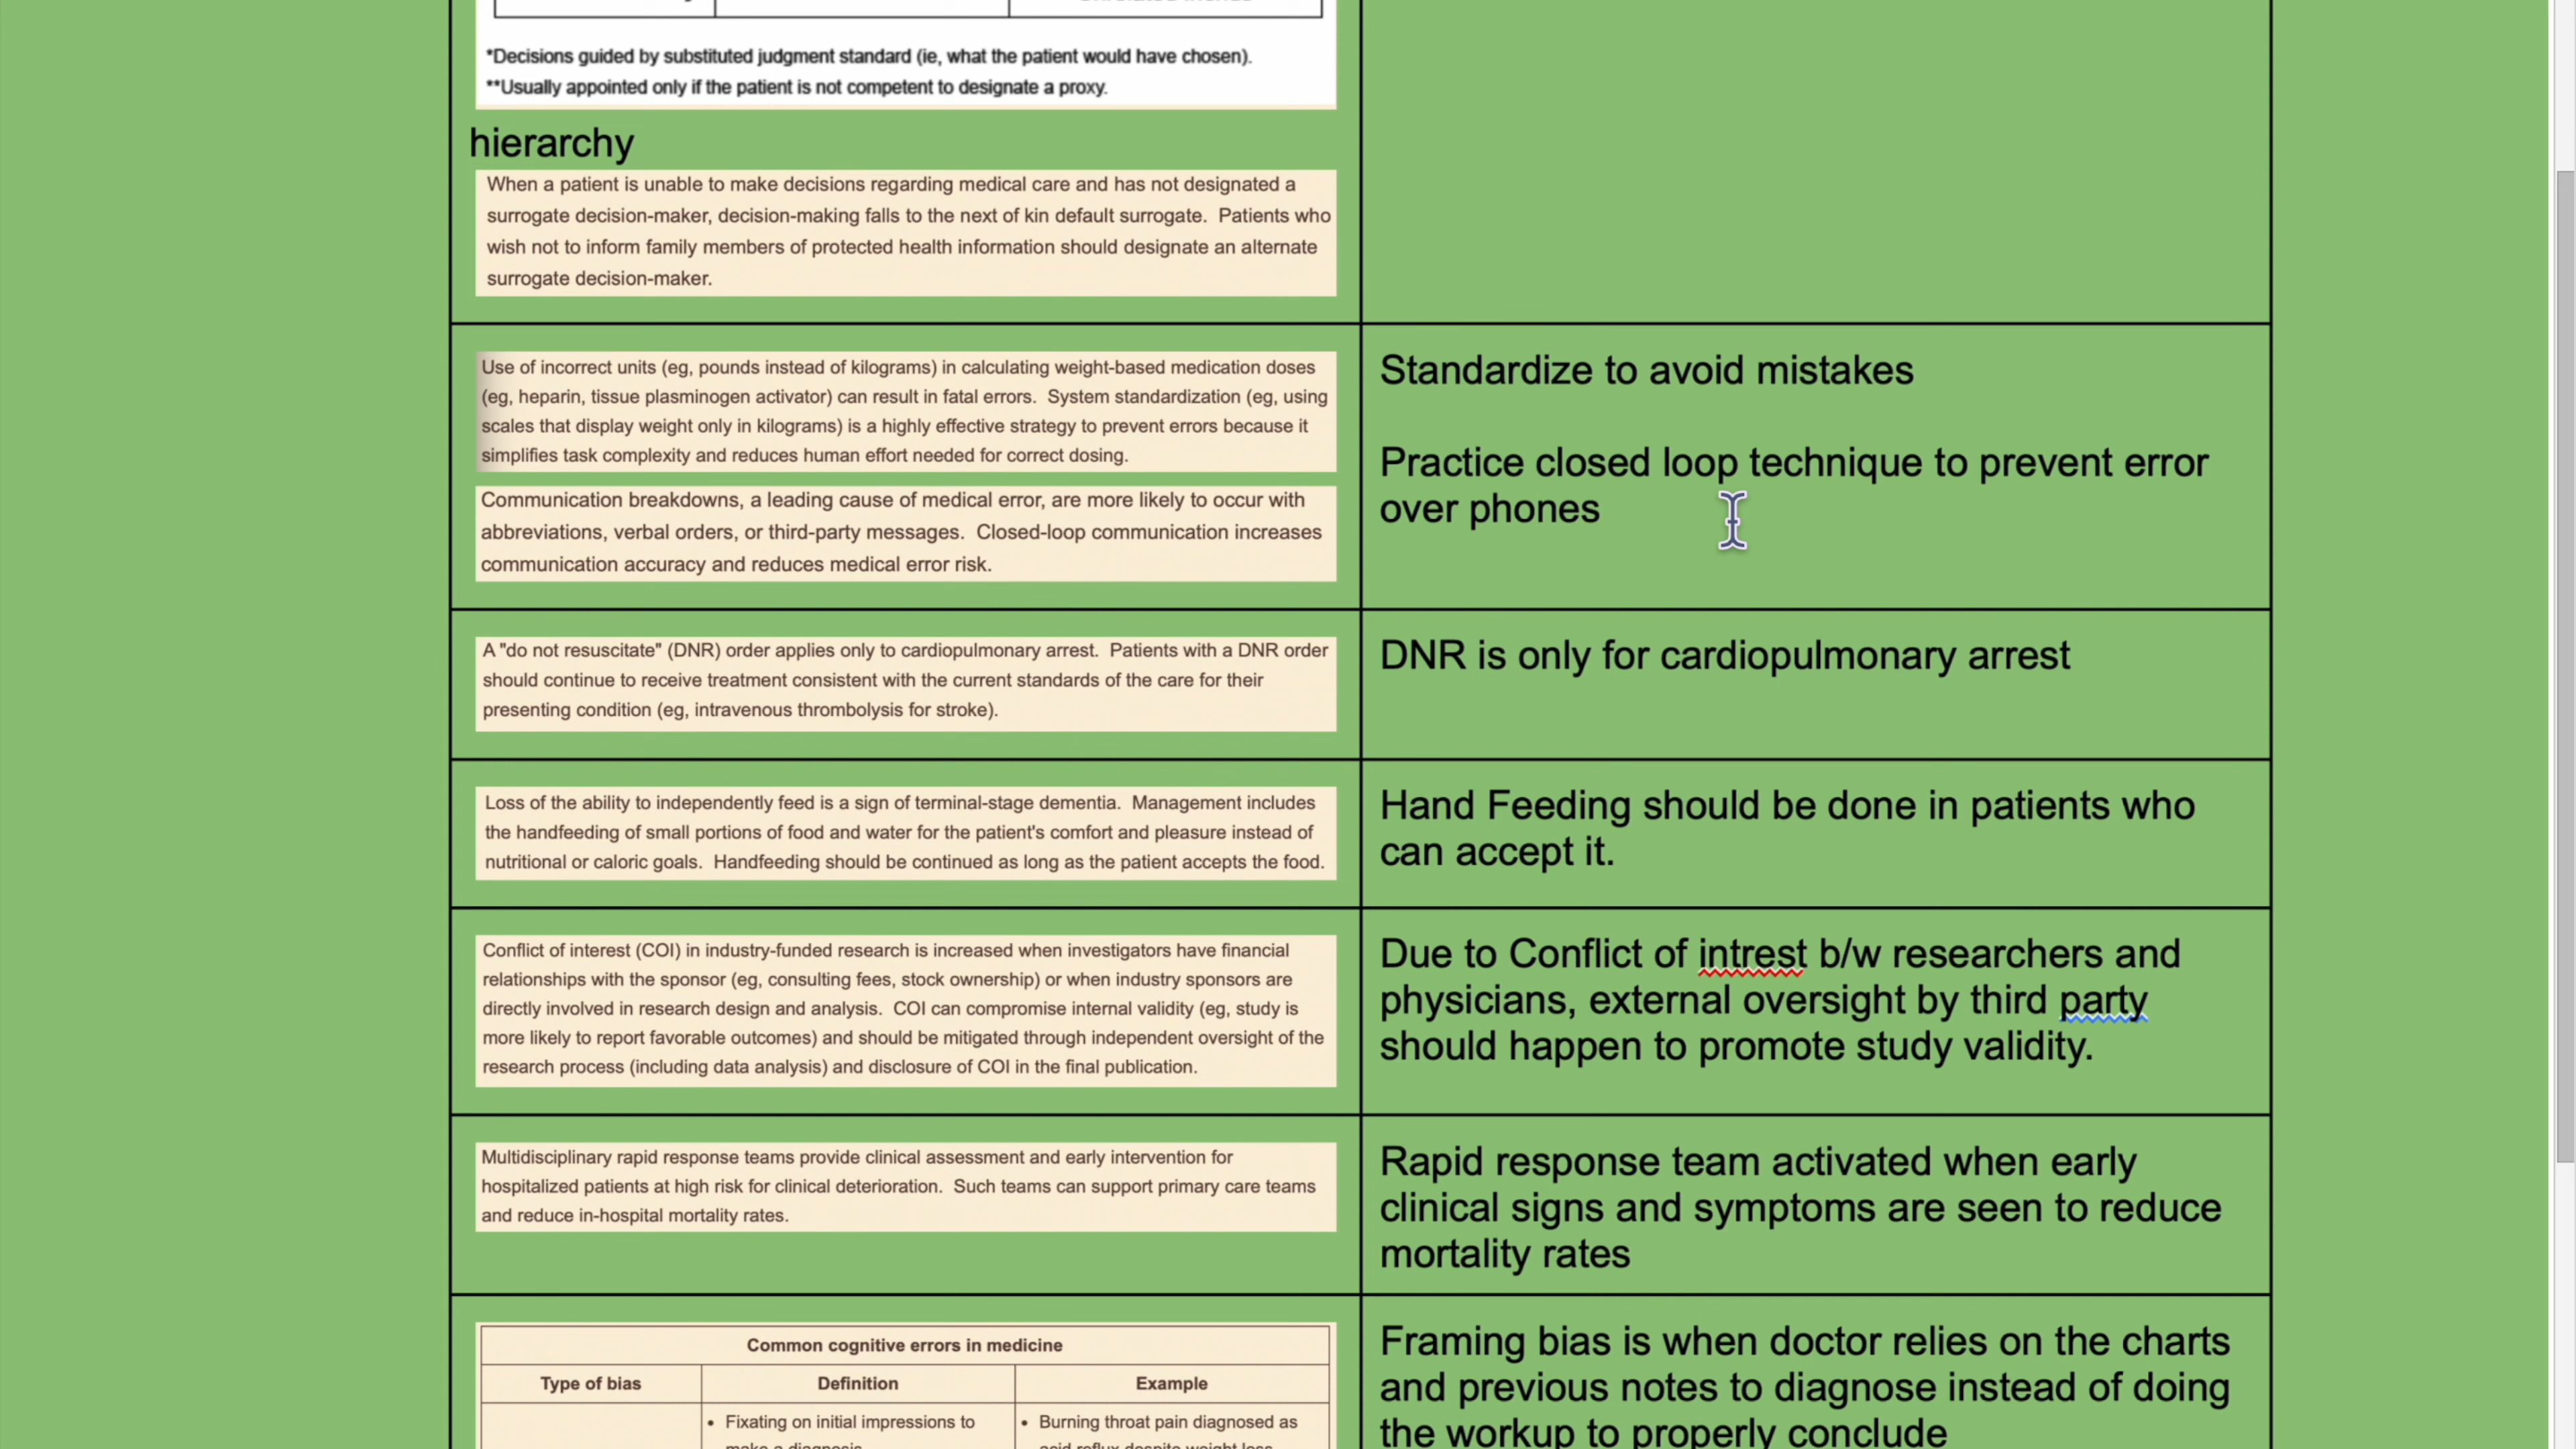 *Decisions guided by substituted judgment standard (ie, what the patient would have chosen).
**Usually appointed only if the patient is not competent to designate a proxy.
hierarchy
When a patient is unable to make decisions regarding medical care and has not designated a
surrogate decision-maker, decision-making falls to the next of kin default surrogate. Patients who
wish not to inform family members of protected health information should designate an alternate
surrogate decision-maker.
Use of incorrect units (eg, pounds instead of kilograms) in calculating weight-based medication doses
(eg, heparin, tissue plasminogen activator) can result in fatal errors. System standardization (eg, using
scales that display weight only in kilograms) is a highly effective strategy to prevent errors because it
simplifies task complexity and reduces human effort needed for correct dosing.
Communication breakdowns, a leading cause of medical error, are more likely to occur with
abbreviations, verbal orders, or third-party messages. Closed-loop communication increases
communication accuracy and reduces medical error risk.
Standardize to avoid mistakes
Practice closed loop technique to prevent error
over phones
A "do not resuscitate" (DNR) order applies only to cardiopulmonary arrest. Patients with a DNR order
should continue to receive treatment consistent with the current standards of the care for their
presenting condition (eg, intravenous thrombolysis for stroke).
DNR is only for cardiopulmonary arrest
Loss of the ability to independently feed is a sign of terminal-stage dementia. Management includes
the handfeeding of small portions of food and water for the patient's comfort and pleasure instead of
nutritional or caloric goals. Handfeeding should be continued as long as the patient accepts the food.
Hand Feeding should be done in patients who
can accept it.
Conflict of interest (COI) in industry-funded research is increased when investigators have financial
relationships with the sponsor (eg, consulting fees, stock ownership) or when industry sponsors are
directly involved in research design and analysis. COI can compromise internal validity (eg, study is
more likely to report favorable outcomes) and should be mitigated through independent oversight of the
research process (including data analysis) and disclosure of COI in the final publication.
Due to Conflict of intrest b/w researchers and
physicians, external oversight by third party
should happen to promote study validity.
Multidisciplinary rapid response teams provide clinical assessment and early intervention for
hospitalized patients at high risk for clinical deterioration. Such teams can support primary care teams
and reduce in-hospital mortality rates.
Rapid response team activated when early
clinical signs and symptoms are seen to reduce
mortality rates
Common cognitive errors in medicine
Type of bias
Definition
Example
• Fixating on initial impressions to
• Burning throat pain diagnosed as
Framing bias is when doctor relies on the charts
and previous notes to diagnose instead of doing
the workup to properly conclude